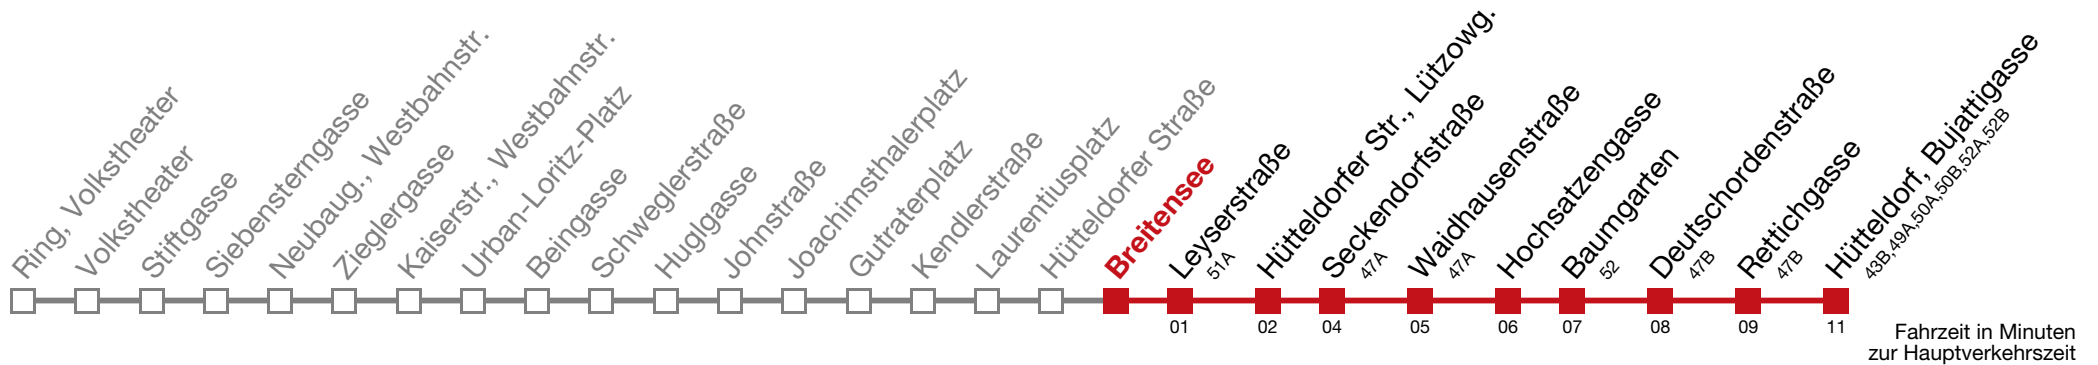 Ring, Volkstheater
Volkstheater
Stiftgasse
Siebensterngasse
Neubaug., Westbahnstr.
Zieglergasse
Kaiserstr., Westbahnstr.
Urban-Loritz-Platz
Beingasse
Schweglerstraße
Huglgasse
Johnstraße
Joachimsthalerplatz
Gutraterplatz
Kendlerstraße
Laurentiusplatz
Hütteldorfer Straße
Breitensee
Leyserstraße
51A
01
Hütteldorfer Str., Lützowg.
02
Seckendorfstraße
47A
04
Waidhausenstraße
47A
05
Hochsatzengasse
06
Baumgarten
52
07
Deutschordenstraße
47B
08
Rettichgasse
47B
09
Hütteldorf, Bujattigasse
43B,49A,50A,50B,52A,52B
11
Fahrzeit in Minuten
zur Hauptverkehrszeit